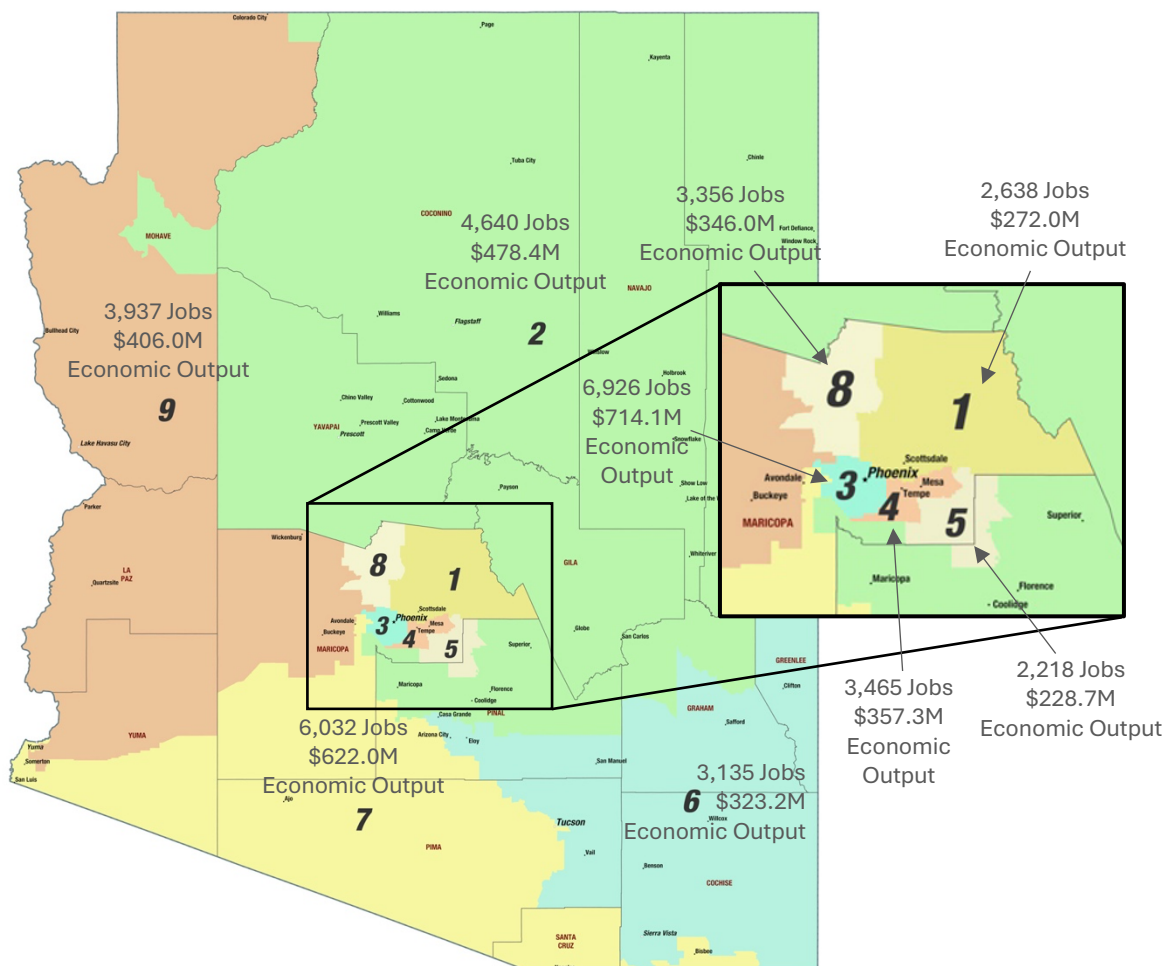 Colorado City
Page
Kayenta
Tuba City
Chinle
3,356 Jobs
$346.0M
Economic Output
2,638 Jobs
$272.0M
Economic Output
COCONINO
4,640 Jobs
$478.4M
Economic Output
Fort Defiance
Window Rock
MOHAVE
NAVAJO
3,937 Jobs
$406.0M
Economic Output
Bullhead City
Williams
Flagstaff
2
Winslow
9
Lake Havasu City
Sedona
Holbrook
6,926 Jobs
$714.1M
Economic
Output
Chino Valley
Cottonwood
Prescott Valley
YAVAPAI
Prescott
Lake Montezuma
Camp Verde
Snowflake
Payson
Show Low
Lake of the
8
1
Scottsdale
Phoenix
3
Avondale
Mesa
Tempe
4
Buckeye
5
MARICOPA
Superior
Maricopa
Florence
Coolidge
Parker
Wickenburg
LA
PAZ
Quartzsite
Whiteriver
GILA
8
1
Scottsdale
Avondale
3
Phoenix
Mesa
Buckeye
4
Tempe
5
MARICOPA
Superior
Globe
San Carlos
Maricopa
Florence
Coolidge
Casa Grande
PINAL
Arizona City
Eloy
GREENLEE
Clifton
GRAHAM
Safford
3,465 Jobs
$357.3M
Economic
Output
2,218 Jobs
$228.7M
Economic Output
6,032 Jobs
$622.0M
Economic Output
YUMA
Yuma
Somerton
San Luis
San Manuel
3,135 Jobs
6
$323.2M
Economic Output
Ajo
7
Tucson
Willcox
Vail
PIMA
Benson
COCHISE
SANTA
CRUZ
Sierra Vista
Bisbee